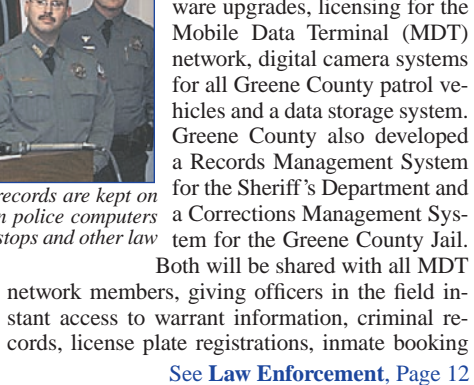 ware upgrades, licensing for the
Mobile Data Terminal (MDT)
network, digital camera systems
for all Greene County patrol ve-
hicles and a data storage system.
Greene County also developed
a Records Management System
for the Sheriff's Department and
a Corrections Management Sys-
tem for the Greene County Jail.
Both will be shared with all MDT
network members, giving officers in the field in-
stant access to warrant information, criminal re-
cords, license plate registrations, inmate booking
See Law Enforcement, Page 12
records are kept on
n police computers
stops and other law